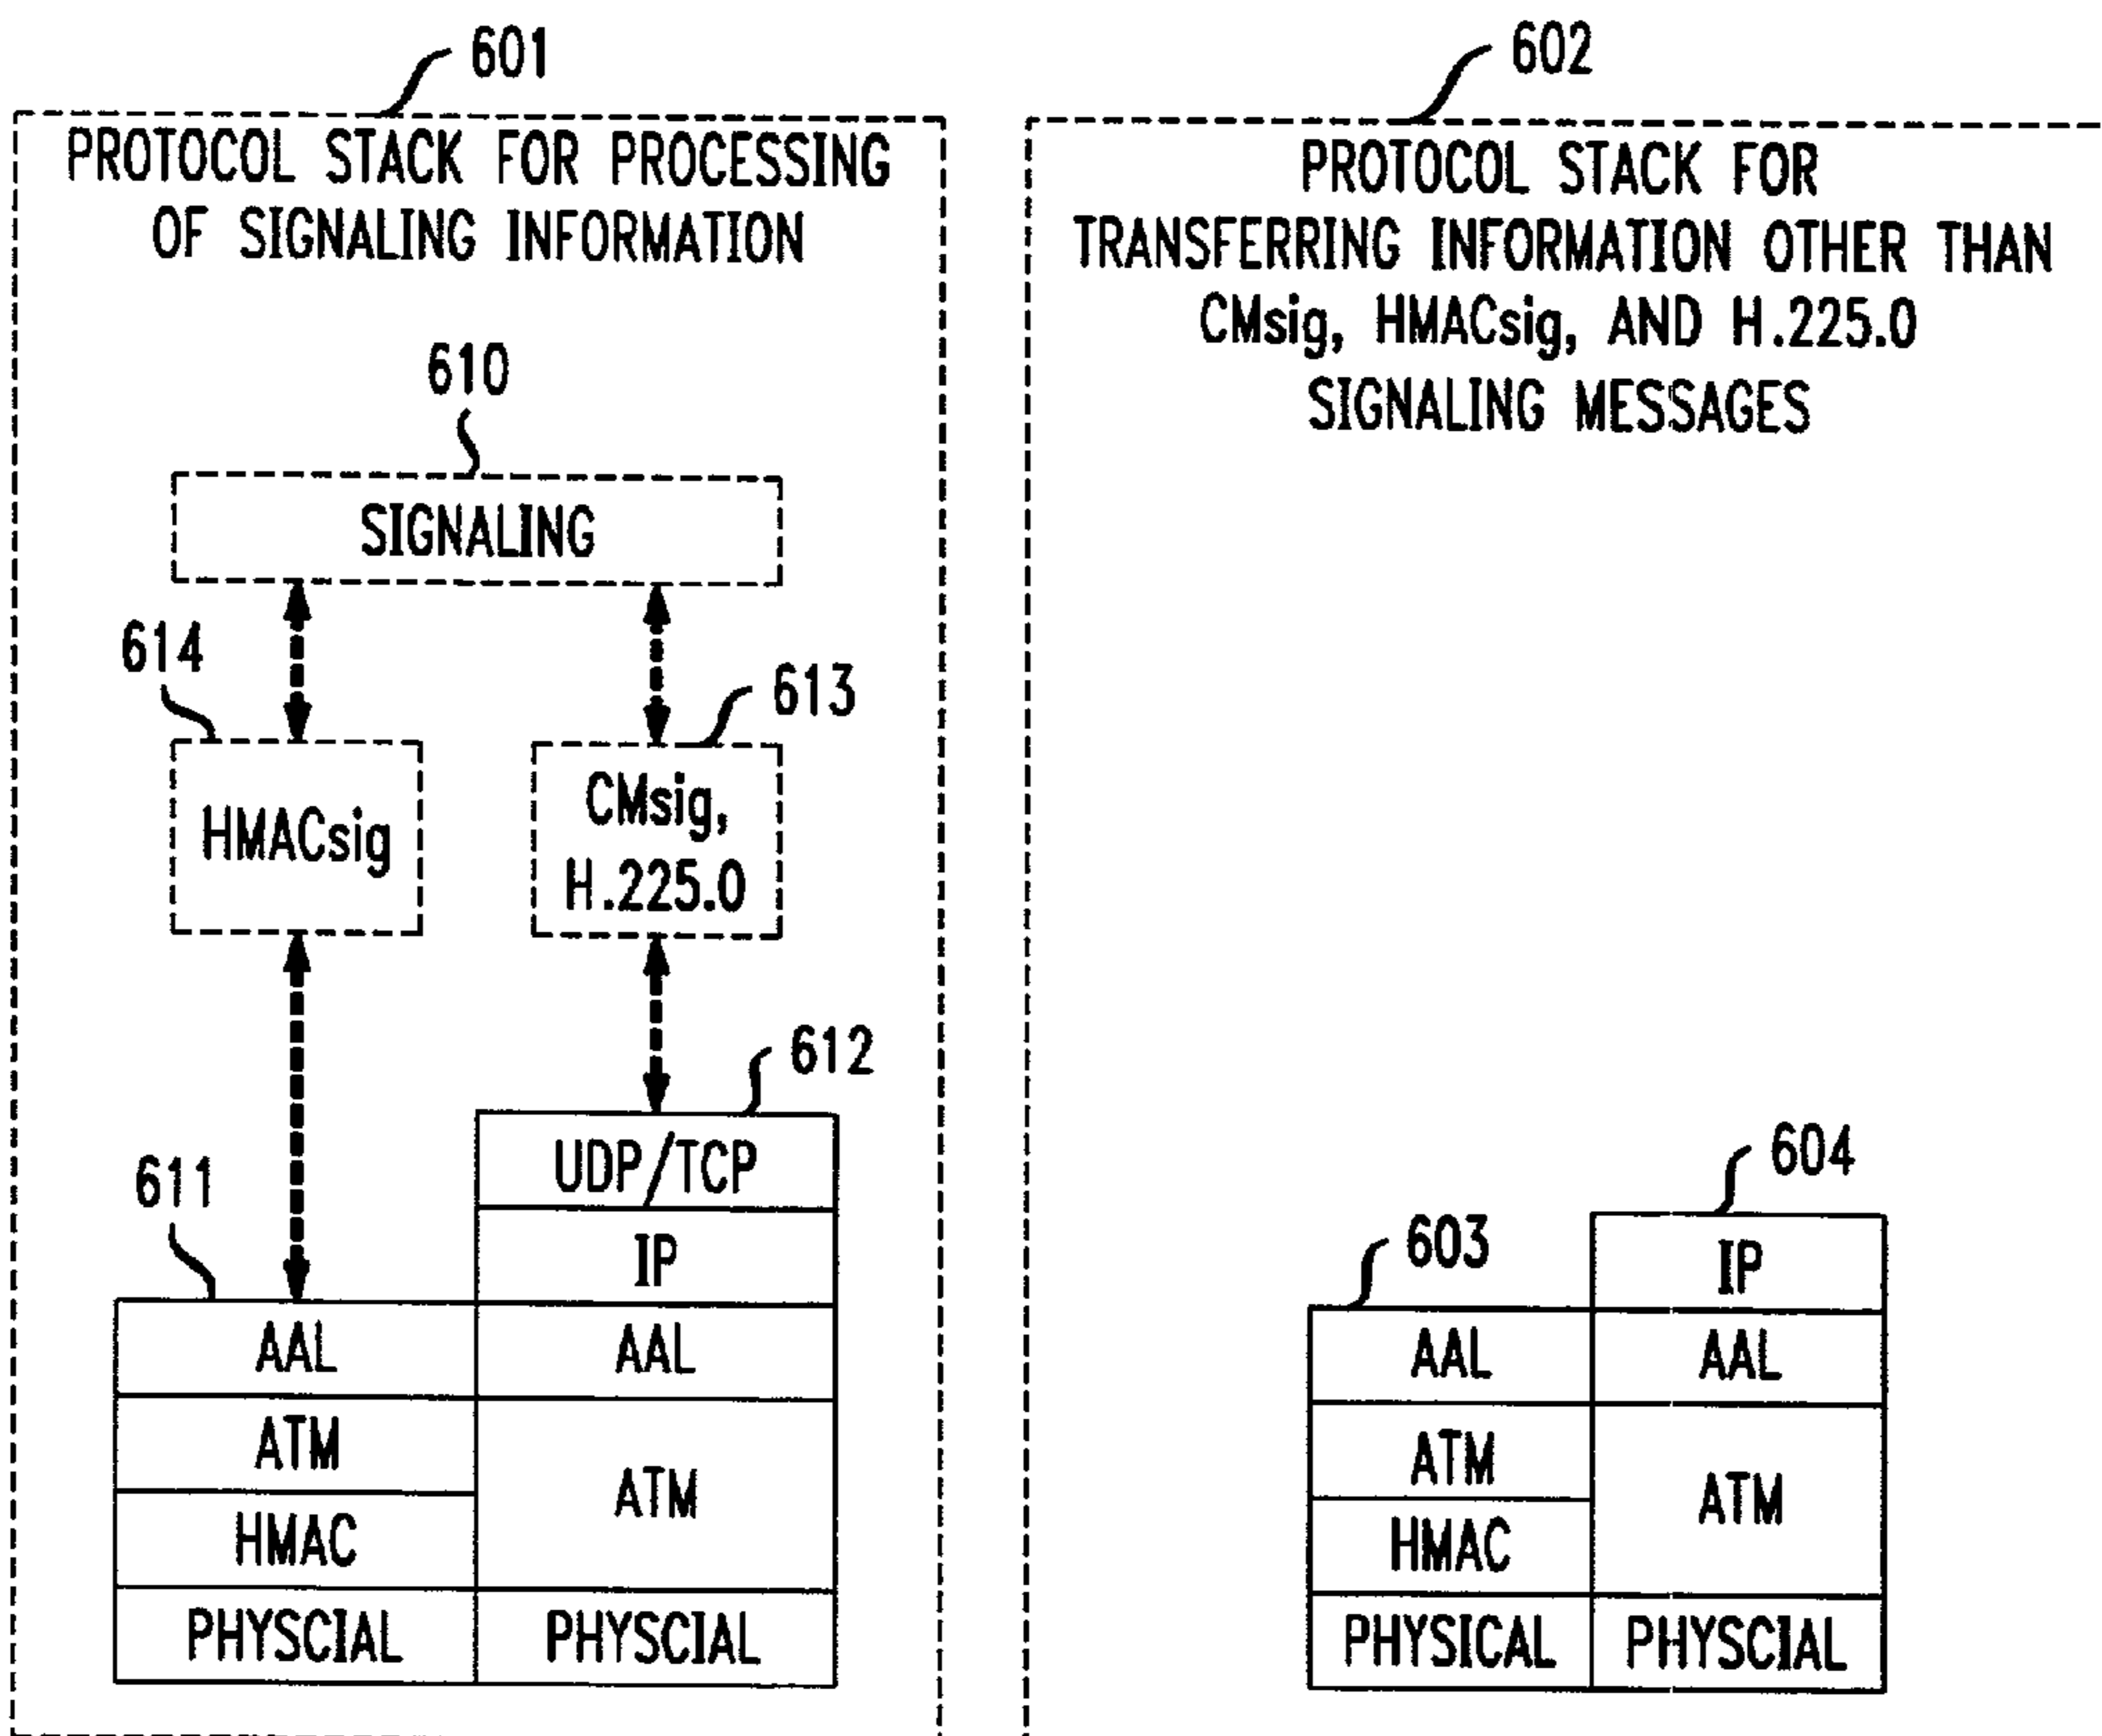 601
PROTOCOL STACK FOR PROCESSING
OF SIGNALING INFORMATION
610
SIGNALING
614
613
HMACsig
CMsig,
H.225.0
612
UDP/TCP
IP
611
AAL
AAL
ATM
ATM
HMAC
PHYSCIAL
PHYSCIAL
602
PROTOCOL STACK FOR
TRANSFERRING INFORMATION OTHER THAN
CMsig, HMACsig, AND H.225.0
SIGNALING MESSAGES
604
603
IP
AAL
AAL
ATM
ATM
HMAC
PHYSICAL
PHYSCIAL